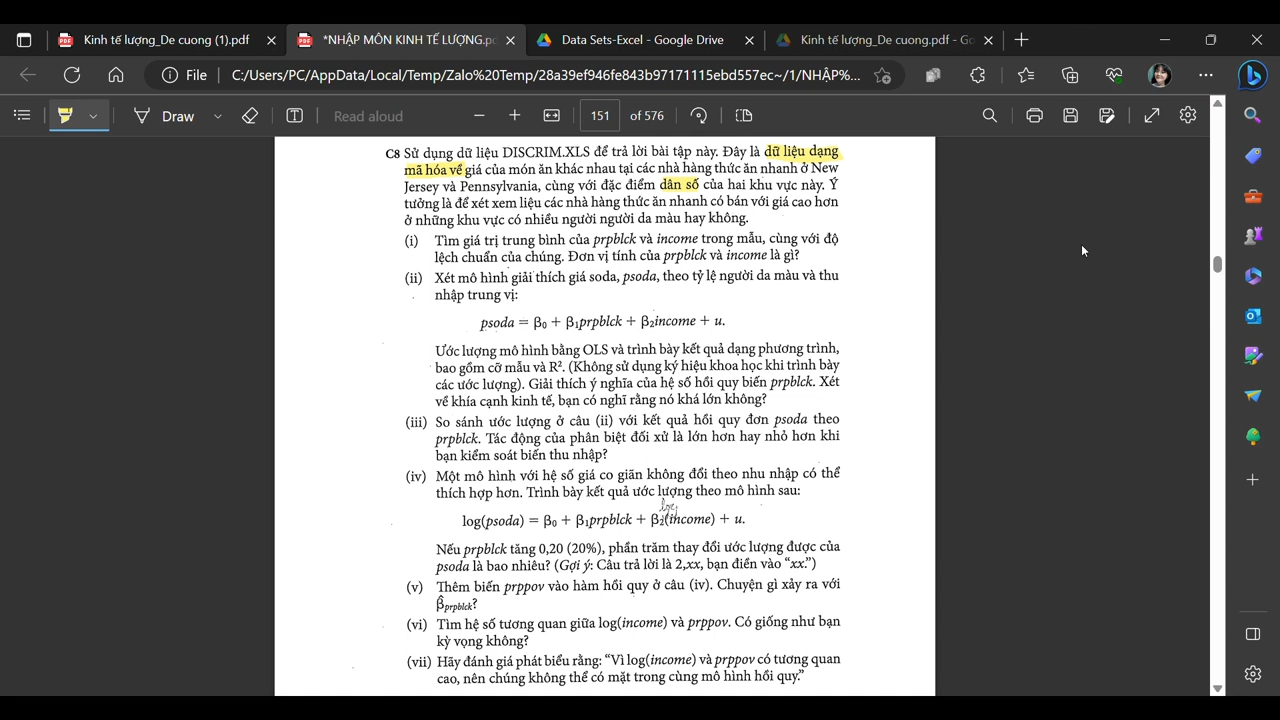 Kinh tế lượng_De cuong (1).pdf
*NHẬP MÔN KINH TẾ LƯỢNG.pd
Data Sets-Excel - Google Drive
Kinh tế lượng_De cuong.pdf - Go
File
C:/Users/PC/AppData/Local/Temp/Zalo%20Temp/28a39ef946fe843b97171115ebd557ec~/1/NHẬP%...
Draw
Read aloud
151 of 576
C8 Sử dụng dữ liệu DISCRIM.XLS để trả lời bài tập này. Đây là dữ liệu dạng
mã hóa về giá của món ăn khác nhau tại các nhà hàng thức ăn nhanh ở New
Jersey và Pennsylvania, cùng với đặc điểm dân số của hai khu vực này. Ý
tưởng là để xét xem liệu các nhà hàng thức ăn nhanh có bán với giá cao hơn
ở những khu vực có nhiều người người da màu hay không.
(i) Tìm giá trị trung bình của prpblck và income trong mẫu, cùng với độ
lệch chuẩn của chúng. Đơn vị tính của prpblck và income là gì?
(ii) Xét mô hình giải thích giá soda, psoda, theo tỷ lệ người da màu và thu
nhập trung vị:
psoda = β₀ + β₁prpblck + β₂income + u.
Ước lượng mô hình bằng OLS và trình bày kết quả dạng phương trình,
bao gồm cỡ mẫu và R². (Không sử dụng ký hiệu khoa học khi trình bày
các ước lượng). Giải thích ý nghĩa của hệ số hồi quy biến prpblck. Xét
về khía cạnh kinh tế, bạn có nghĩ rằng nó khá lớn không?
(iii) So sánh ước lượng ở câu (ii) với kết quả hồi quy đơn psoda theo
prpblck. Tác động của phân biệt đối xử là lớn hơn hay nhỏ hơn khi
bạn kiểm soát biến thu nhập?
(iv) Một mô hình với hệ số giá co giãn không đổi theo nhu nhập có thể
thích hợp hơn. Trình bày kết quả ước lượng theo mô hình sau:
log
log(psoda) = β₀ + β₁prpblck + β₂(income) + u.
Nếu prpblck tăng 0,20 (20%), phần trăm thay đổi ước lượng được của
psoda là bao nhiêu? (Gợi ý: Câu trả lời là 2,xx, bạn điền vào “xx.”)
(v) Thêm biến prppov vào hàm hồi quy ở câu (iv). Chuyện gì xảy ra với
β̂prpblck?
(vi) Tìm hệ số tương quan giữa log(income) và prppov. Có giống như bạn
kỳ vọng không?
(vii) Hãy đánh giá phát biểu rằng: “Vì log(income) và prppov có tương quan
cao, nên chúng không thể có mặt trong cùng mô hình hồi quy.”